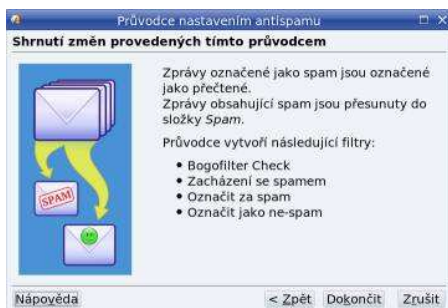 Průvodce nastavením antispamu
Shrnutí změn provedených tímto průvodcem
Zprávy označené jako spam jsou označené
jako přečtené.
Zprávy obsahující spam jsou přesunuty do
složky Spam.
Průvodce vytvoří následující filtry:
• Bogofilter Check
• Zacházení se spamem
• Označit za spam
• Označit jako ne-spam
SPAM
Nápověda < Zpět Dokončit Zrušit